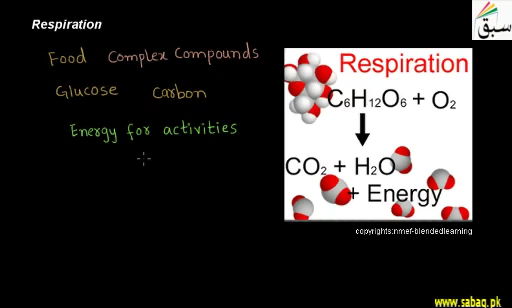 Respiration
سبق
Food Complex Compounds
Glucose Carbon
Energy for activities
Respiration
C6H12O6 + O2
CO2 + H2O
+ Energy
copyrights:nmef-blendedlearning
www.sabaq.pk